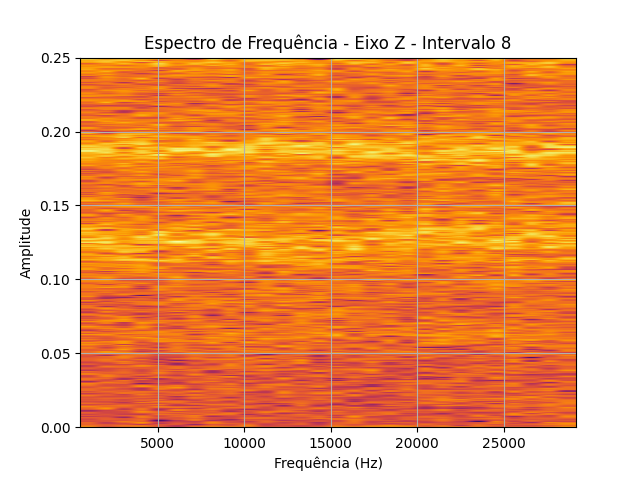 Espectro de Frequência - Eixo Z - Intervalo 8
0.25
0.20
0.15
0.10
0.05
0.00
Amplitude
5000 10000 15000 20000 25000
Frequência (Hz)